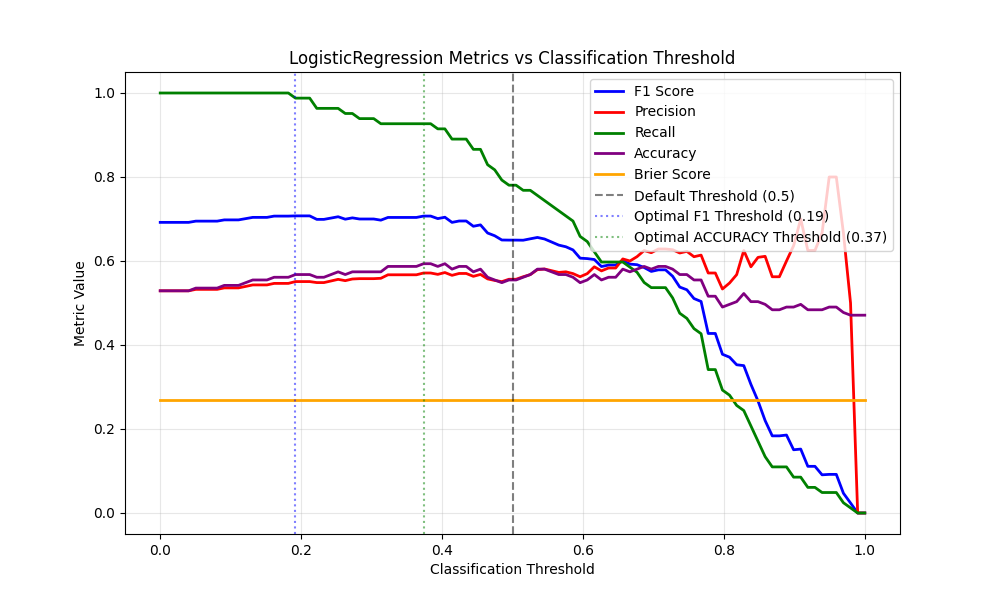 LogisticRegression Metrics vs Classification Threshold
Metric Value
1.0
0.8
0.6
0.4
0.2
0.0
F1 Score
Precision
Recall
Accuracy
Brier Score
Default Threshold (0.5)
Optimal F1 Threshold (0.19)
Optimal ACCURACY Threshold (0.37)
0.0 0.2 0.4 0.6 0.8 1.0
Classification Threshold